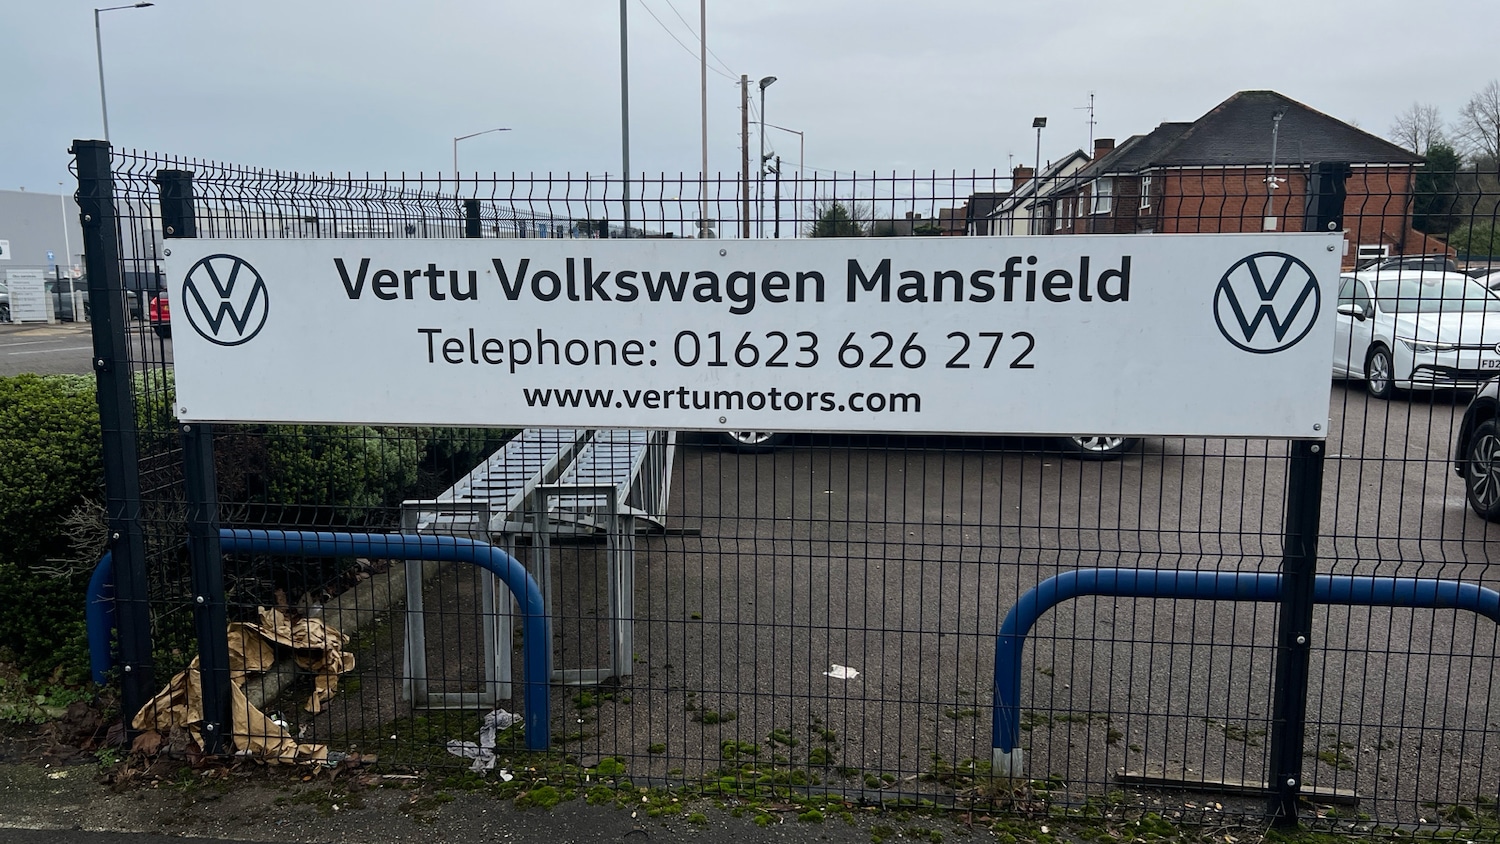 Vertu Volkswagen Mansfield
Telephone: 01623 626 272
www.vertumotors.com